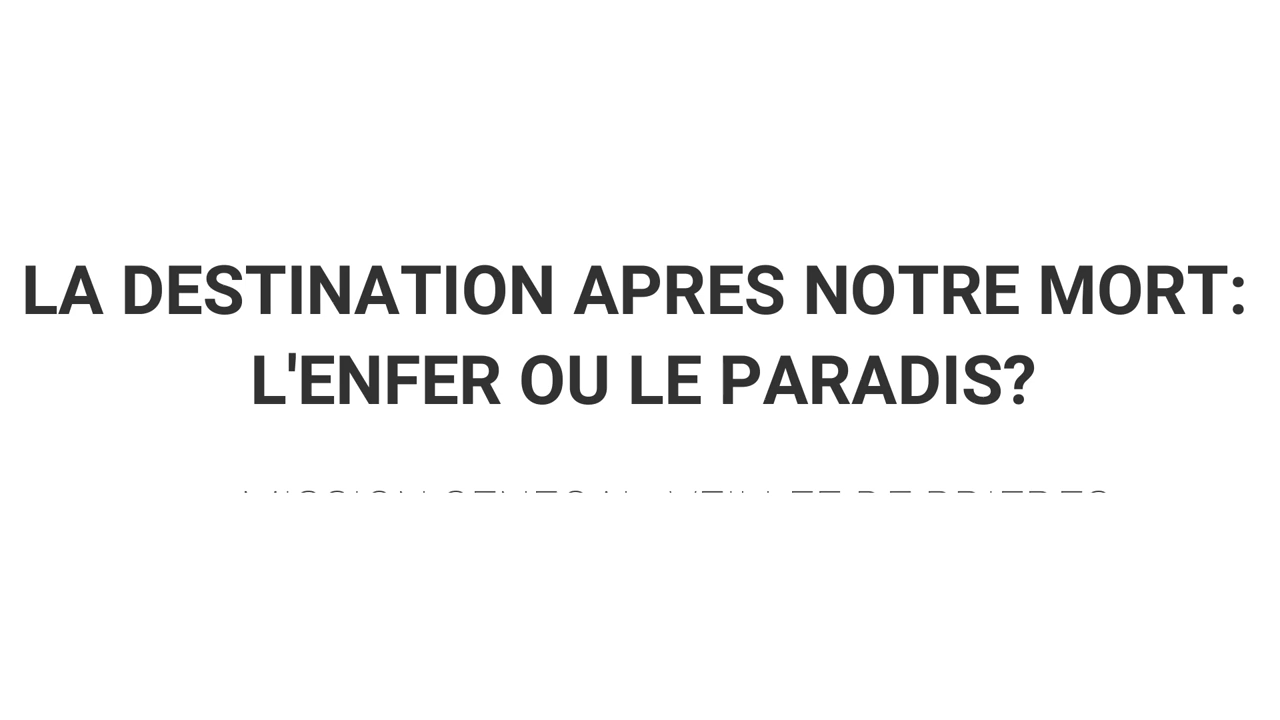 LA DESTINATION APRES NOTRE MORT:
L'ENFER OU LE PARADIS?